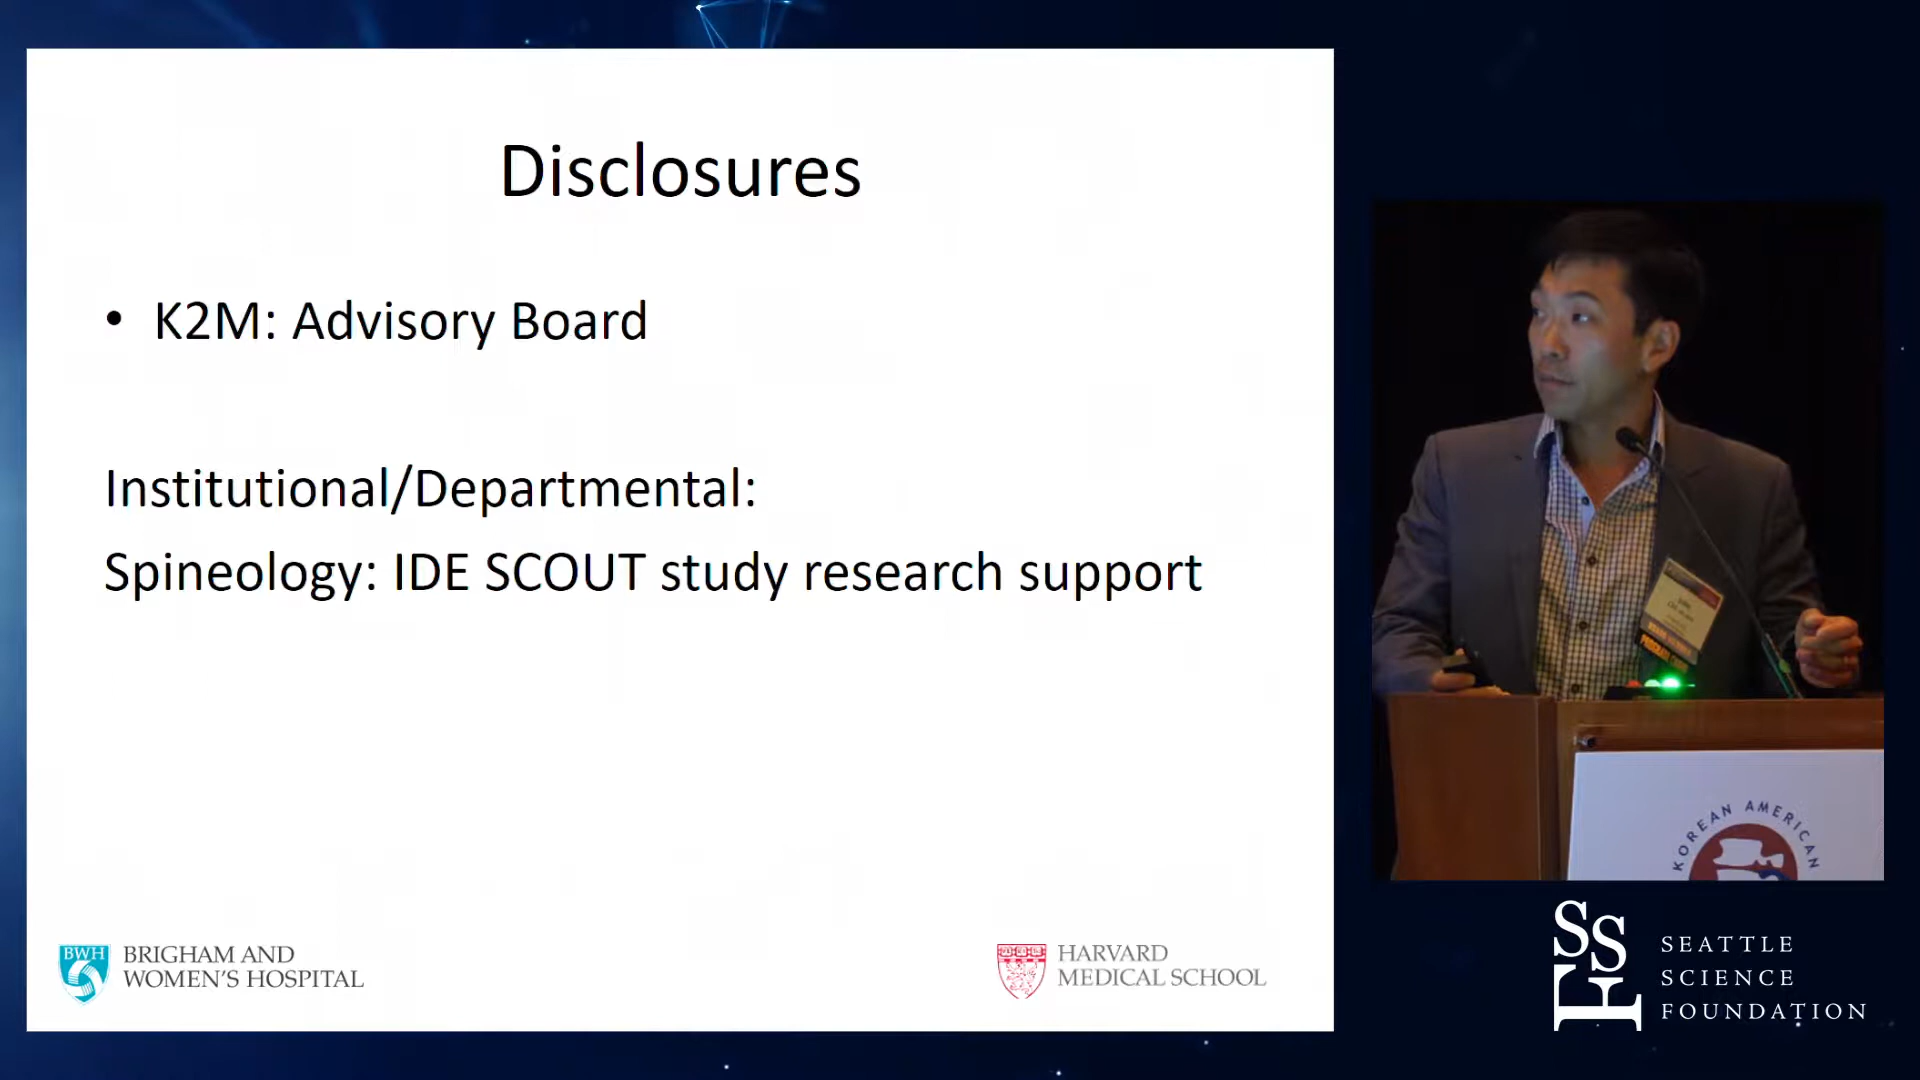 Disclosures
• K2M: Advisory Board
Institutional/Departmental:
Spineology: IDE SCOUT study research support
BWH
BRIGHAM AND
WOMEN'S HOSPITAL
HARVARD
MEDICAL SCHOOL
KOREAN AMERICAN
SSF
SEATTLE
SCIENCE
FOUNDATION